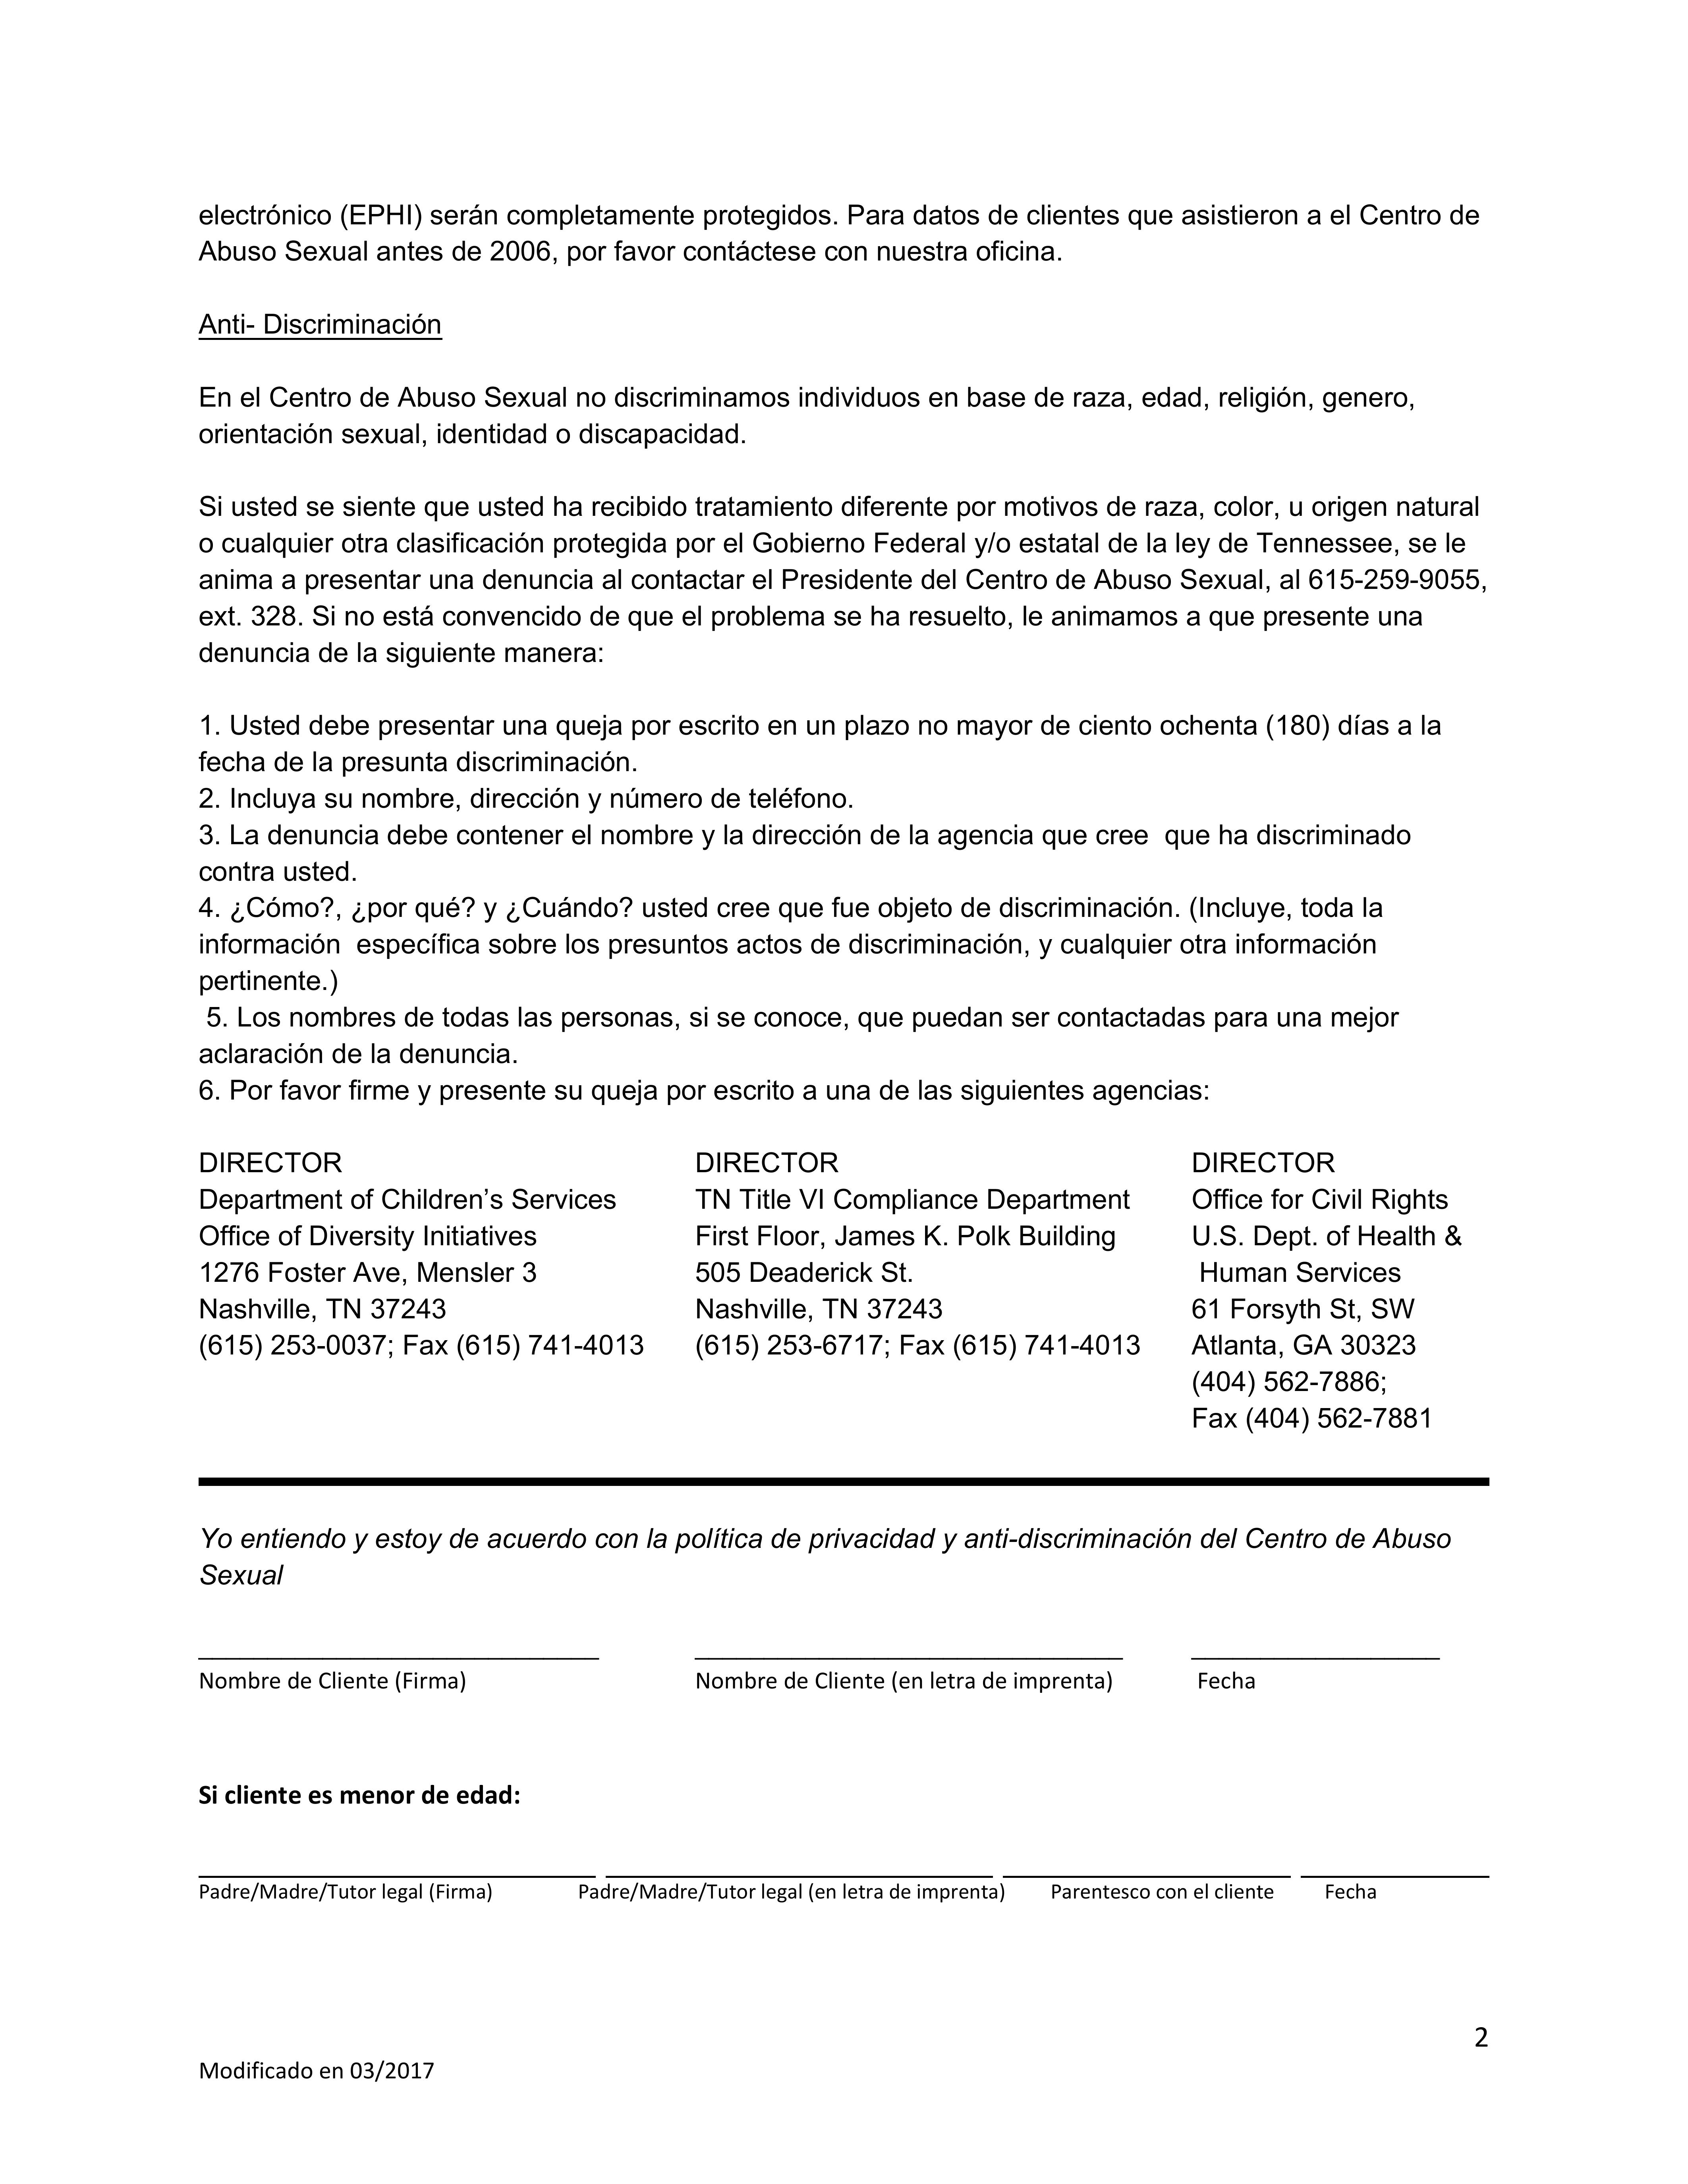 electrónico (EPHI) serán completamente protegidos. Para datos de clientes que asistieron a el Centro de
Abuso Sexual antes de 2006, por favor contáctese con nuestra oficina.
Anti- Discriminación
En el Centro de Abuso Sexual no discriminamos individuos en base de raza, edad, religión, genero,
orientación sexual, identidad o discapacidad.
Si usted se siente que usted ha recibido tratamiento diferente por motivos de raza, color, u origen natural
o cualquier otra clasificación protegida por el Gobierno Federal y/o estatal de la ley de Tennessee, se le
anima a presentar una denuncia al contactar el Presidente del Centro de Abuso Sexual, al 615-259-9055,
ext. 328. Si no está convencido de que el problema se ha resuelto, le animamos a que presente una
denuncia de la siguiente manera:
1. Usted debe presentar una queja por escrito en un plazo no mayor de ciento ochenta (180) días a la
fecha de la presunta discriminación.
2. Incluya su nombre, dirección y número de teléfono.
3. La denuncia debe contener el nombre y la dirección de la agencia que cree  que ha discriminado
contra usted.
4. ¿Cómo?, ¿por qué? y ¿Cuándo? usted cree que fue objeto de discriminación. (Incluye, toda la
información  específica sobre los presuntos actos de discriminación, y cualquier otra información
pertinente.)
5. Los nombres de todas las personas, si se conoce, que puedan ser contactadas para una mejor
aclaración de la denuncia.
6. Por favor firme y presente su queja por escrito a una de las siguientes agencias:
DIRECTOR
Department of Children’s Services
Office of Diversity Initiatives
1276 Foster Ave, Mensler 3
Nashville, TN 37243
(615) 253-0037; Fax (615) 741-4013
DIRECTOR
TN Title VI Compliance Department
First Floor, James K. Polk Building
505 Deaderick St.
Nashville, TN 37243
(615) 253-6717; Fax (615) 741-4013
DIRECTOR
Office for Civil Rights
U.S. Dept. of Health &
Human Services
61 Forsyth St, SW
Atlanta, GA 30323
(404) 562-7886;
Fax (404) 562-7881
Yo entiendo y estoy de acuerdo con la política de privacidad y anti-discriminación del Centro de Abuso
Sexual
Nombre de Cliente (Firma) Nombre de Cliente (en letra de imprenta) Fecha
Si cliente es menor de edad:
Padre/Madre/Tutor legal (Firma) Padre/Madre/Tutor legal (en letra de imprenta) Parentesco con el cliente Fecha
2
Modificado en 03/2017